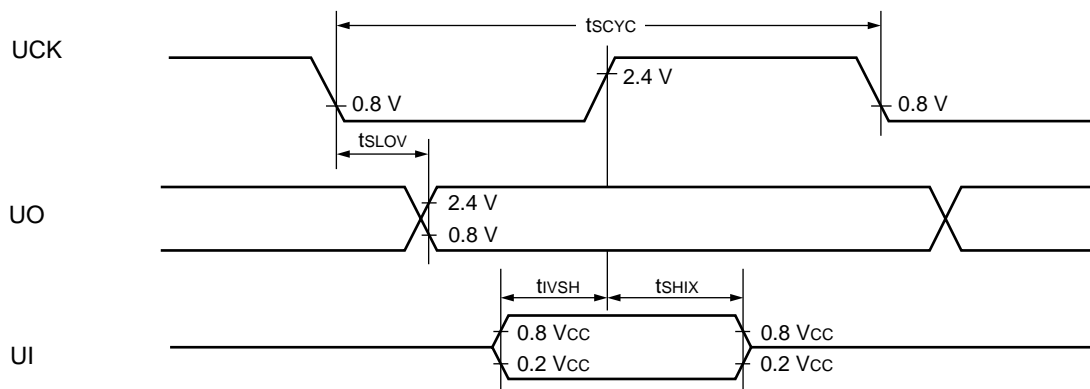 tSCYC
UCK
2.4 V
0.8 V
0.8 V
tSLOV
UO
2.4 V
0.8 V
tIVSH
tSHIX
0.8 VCC
0.8 VCC
UI
0.2 VCC
0.2 VCC